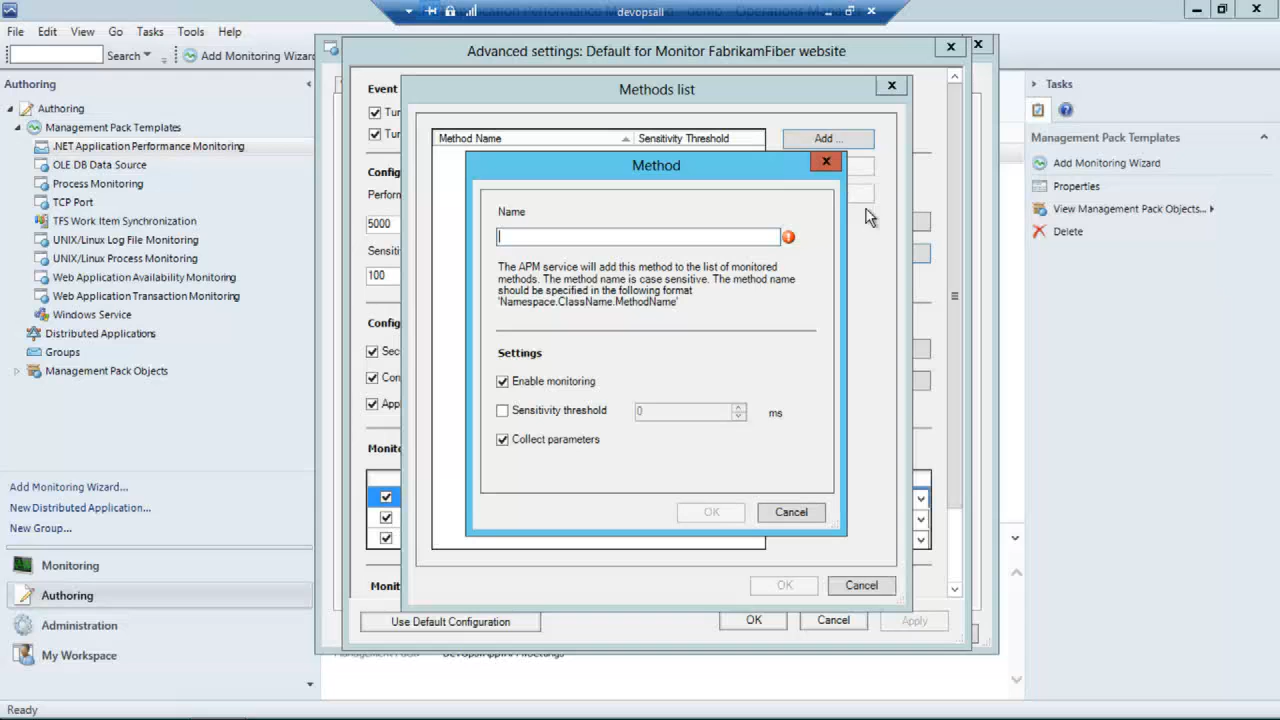 devopsall
File Edit View Go Tasks Tools Help
Search
Add Monitoring Wizard
Authoring
Authoring
Management Pack Templates
.NET Application Performance Monitoring
OLE DB Data Source
Process Monitoring
TCP Port
TFS Work Item Synchronization
UNIX/Linux Log File Monitoring
UNIX/Linux Process Monitoring
Web Application Availability Monitoring
Web Application Transaction Monitoring
Windows Service
Distributed Applications
Groups
Management Pack Objects
Add Monitoring Wizard...
New Distributed Application...
New Group...
Monitoring
Authoring
Administration
My Workspace
Ready
Advanced settings: Default for Monitor FabrikamFiber website
Event
Tur
Tur
Config
Perform
5000
Sensiti
100
Config
Sec
Con
App
Monito
Monit
Use Default Configuration
OK
Cancel
Apply
Methods list
Method Name
Sensitivity Threshold
Add ...
OK
Cancel
Method
Name
The APM service will add this method to the list of monitored
methods. The method name is case sensitive. The method name
should be specified in the following format
'Namespace.ClassName.MethodName'
Settings
Enable monitoring
Sensitivity threshold
0
ms
Collect parameters
OK
Cancel
Tasks
Management Pack Templates
Add Monitoring Wizard
Properties
View Management Pack Objects...
Delete